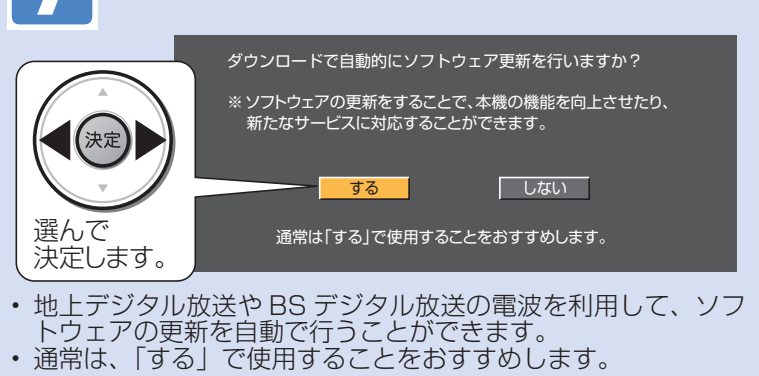 ダウンロードで自動的にソフトウェア更新を行いますか？
※ソフトウェアの更新をすることで、本機の機能を向上させたり、
新たなサービスに対応することができます。
決定
する
しない
選んで
決定します。
通常は「する」で使用することをおすすめします。
• 地上デジタル放送や BS デジタル放送の電波を利用して、ソフ
トウェアの更新を自動で行うことができます。
• 通常は、「する」で使用することをおすすめします。